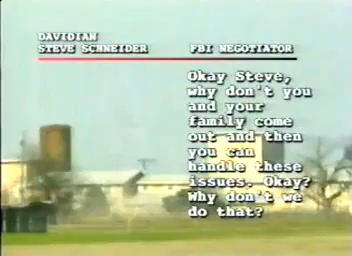 DAVIDIAN
STEVE SCHNEIDER FBI NEGOTIATOR
Okay Steve,
why don't you
and your
family come
out and then
you can
handle these
issues. Okay?
Why don't we
do that?